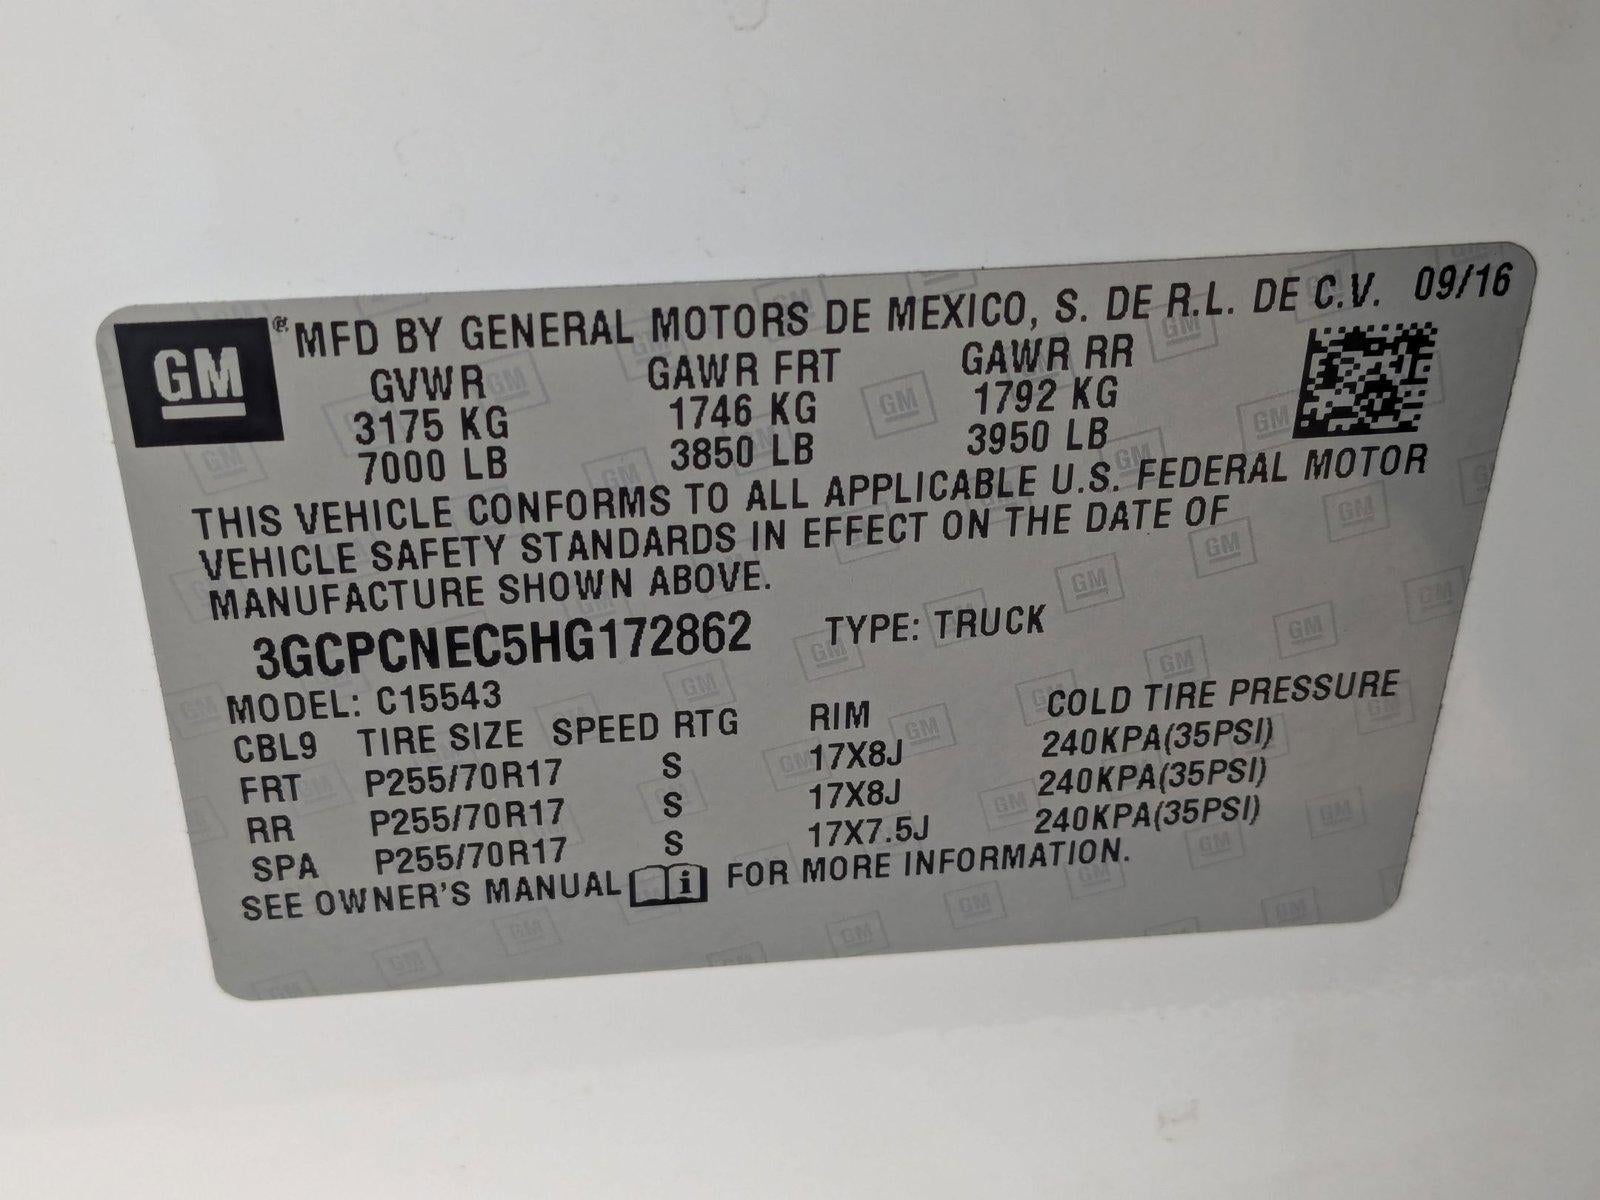 GM ® MFD BY GENERAL MOTORS DE MEXICO, S. DE R.L. DE C.V. 09/16
GVWR GAWR FRT GAWR RR
3175 KG 1746 KG 1792 KG
7000 LB 3850 LB 3950 LB
THIS VEHICLE CONFORMS TO ALL APPLICABLE U.S. FEDERAL MOTOR
VEHICLE SAFETY STANDARDS IN EFFECT ON THE DATE OF
MANUFACTURE SHOWN ABOVE.
3GCPCNEC5HG172862 TYPE: TRUCK
MODEL: C15543
CBL9 TIRE SIZE SPEED RTG RIM COLD TIRE PRESSURE
FRT P255/70R17 S 17X8J 240KPA(35PSI)
RR P255/70R17 S 17X8J 240KPA(35PSI)
SPA P255/70R17 S 17X7.5J 240KPA(35PSI)
SEE OWNER'S MANUAL i FOR MORE INFORMATION.